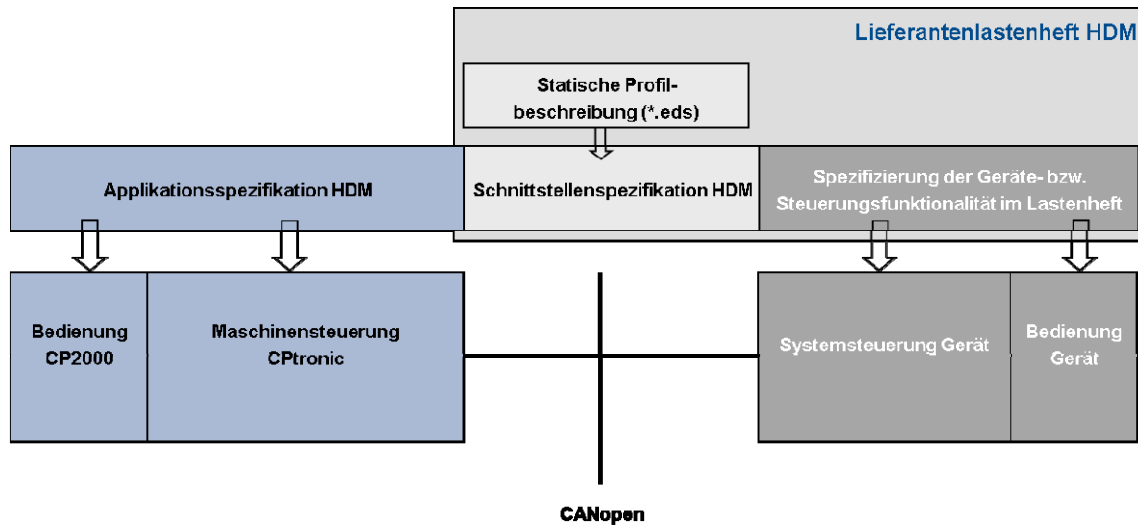 Lieferantenlastenheft HDM
Statische Profil-
beschreibung (*.eds)
Applikationsspezifikation HDM
Schnittstellenspezifikation HDM
Spezifizierung der Geräte- bzw.
Steuerungsfunktionalität im Lastenheft
Bedienung
CP2000
Maschinensteuerung
CPtronic
Systemsteuerung Gerät
Bedienung
Gerät
CANopen